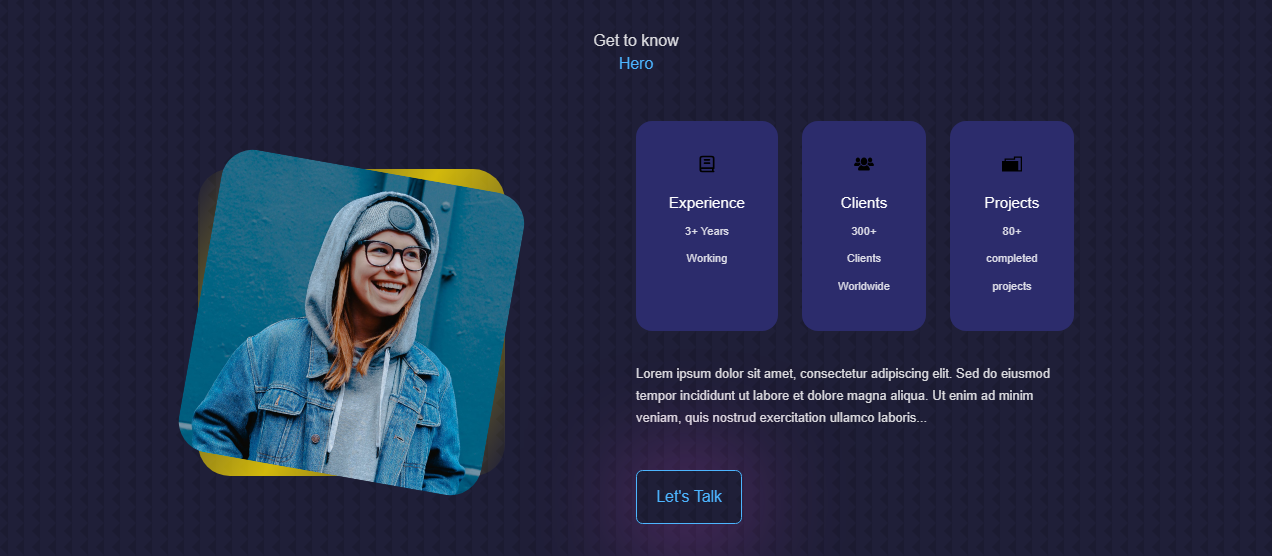 Get to know
Hero
Experience
3+ Years
Working
Clients
300+
Clients
Worldwide
Projects
80+
completed
projects
Lorem ipsum dolor sit amet, consectetur adipiscing elit. Sed do eiusmod
tempor incididunt ut labore et dolore magna aliqua. Ut enim ad minim
veniam, quis nostrud exercitation ullamco laboris...
Let's Talk